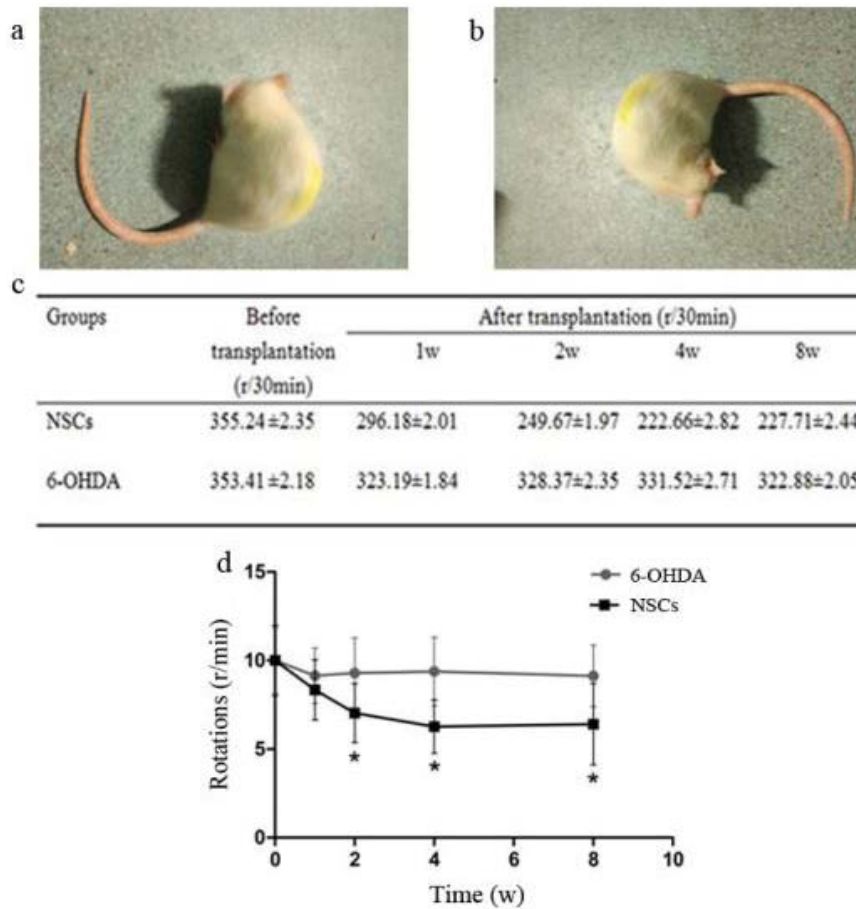 a
b
c
Groups Before After transplantation (r/30min)
transplantation 1w 2w 4w 8w
(r/30min)
NSCs 355.24±2.35 296.18±2.01 249.67±1.97 222.66±2.82 227.71±2.44
6-OHDA 353.41±2.18 323.19±1.84 328.37±2.35 331.52±2.71 322.88±2.05
d
15
10
5
0
Rotations (r/min)
6-OHDA
NSCs
* * *
0 2 4 6 8 10
Time (w)